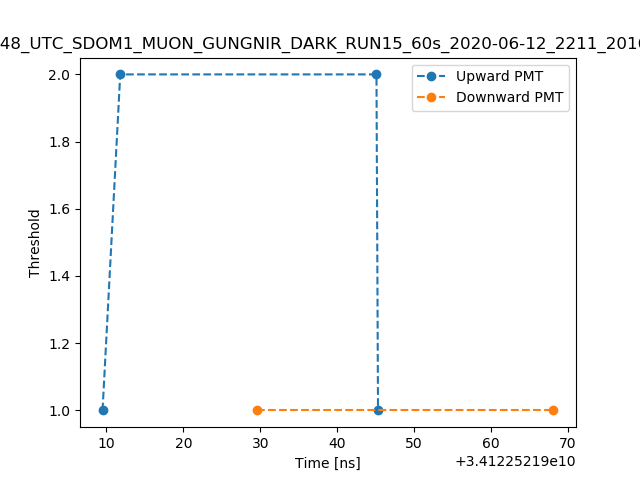 48_UTC_SDOM1_MUON_GUNGNIR_DARK_RUN15_60s_2020-06-12_2211_201
Upward PMT
Downward PMT
2.0
1.8
1.6
1.4
1.2
1.0
Threshold
10 20 30 40 50 60 70
Time [ns]
+3.41225219e10